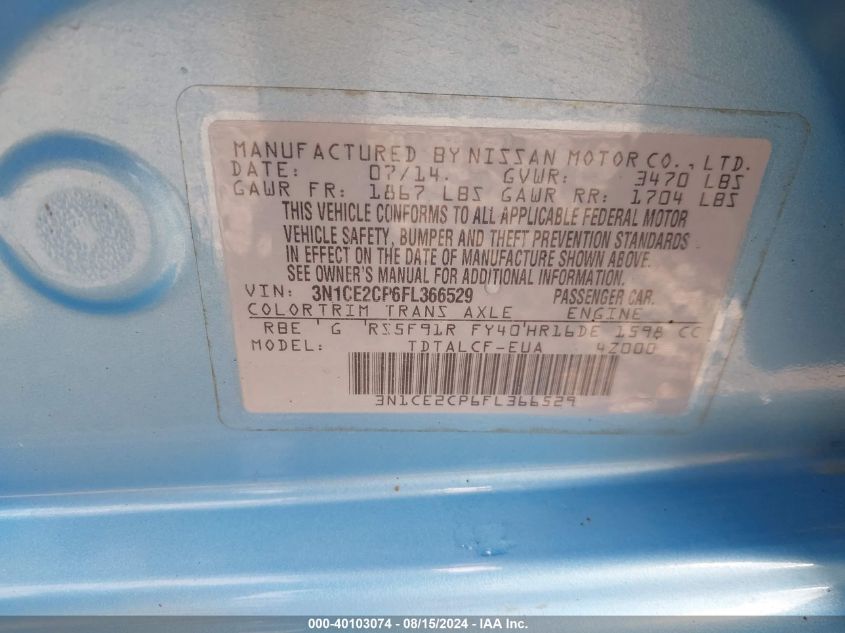 MANUFACTURED BY NISSAN MOTOR CO., LTD.
DATE: 07/14. GVWR: 3470 LBS
GAWR FR: 1867 LBS GAWR RR: 1704 LBS
THIS VEHICLE CONFORMS TO ALL APPLICABLE FEDERAL MOTOR
VEHICLE SAFETY, BUMPER AND THEFT PREVENTION STANDARDS
IN EFFECT ON THE DATE OF MANUFACTURE SHOWN ABOVE.
SEE OWNER'S MANUAL FOR ADDITIONAL INFORMATION.
VIN: 3N1CE2CP6FL366529 PASSENGER CAR.
COLOR TRIM TRANS AXLE ENGINE
RBE G RS5F91R FY40 HR16DE 1598 CC
MODEL: TDTALCF-EUA 4Z000
3N1CE2CP6FL366529
000-40103074 - 08/15/2024 - IAA Inc.